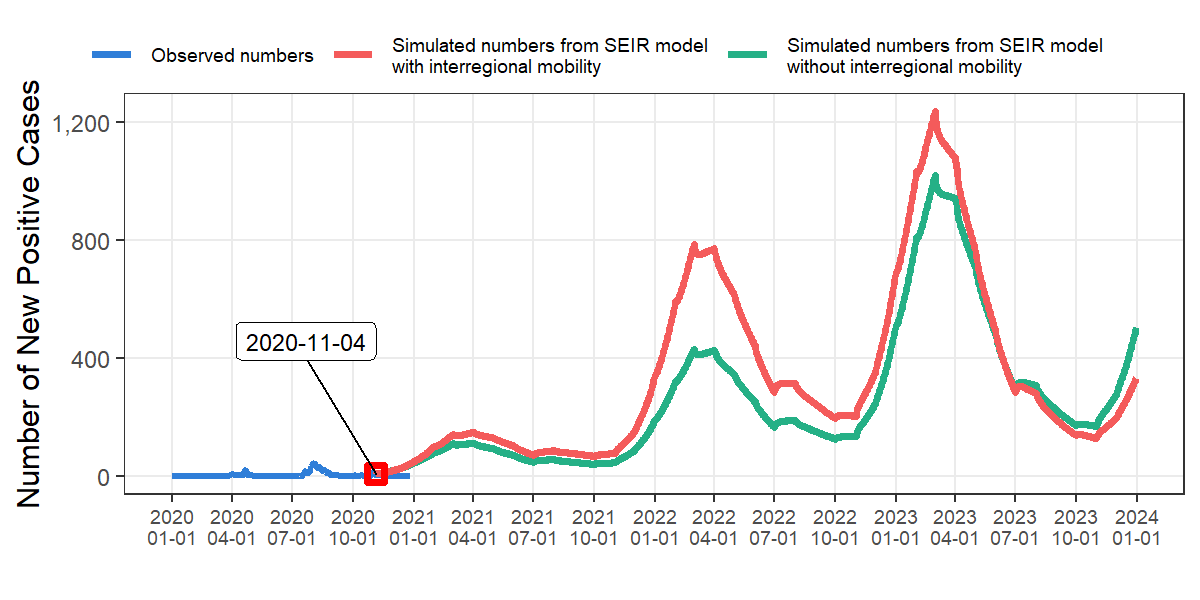 Observed numbers
Simulated numbers from SEIR model
with interregional mobility
Simulated numbers from SEIR model
without interregional mobility
Number of New Positive Cases
1,200
800
400
0
2020-11-04
2020 2020 2020 2020 2021 2021 2021 2021 2022 2022 2022 2022 2023 2023 2023 2023 2024
01-01 04-01 07-01 10-01 01-01 04-01 07-01 10-01 01-01 04-01 07-01 10-01 01-01 04-01 07-01 10-01 01-01